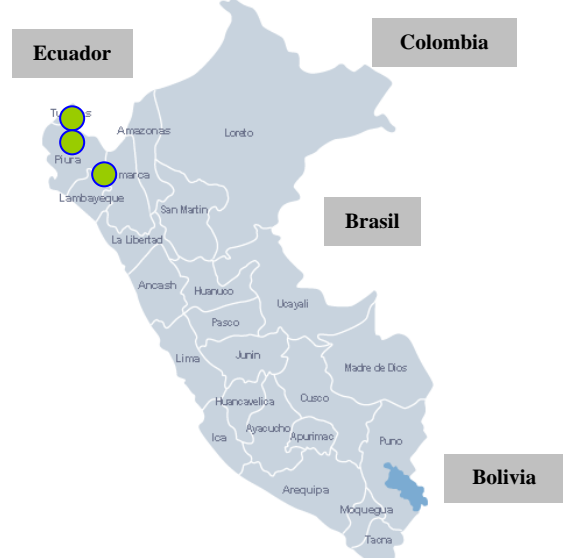 Colombia
Ecuador
Amazonas
Loreto
Piura
Lambayeque
San Martin
Brasil
La Libertad
Ancash
Huanuco
Ucayali
Pasco
Lima
Junin
Madre de Dios
Cusco
Huancavelica
Ayacucho
Apurimac
Ica
Puno
Bolivia
Arequipa
Moquegua
Tacna